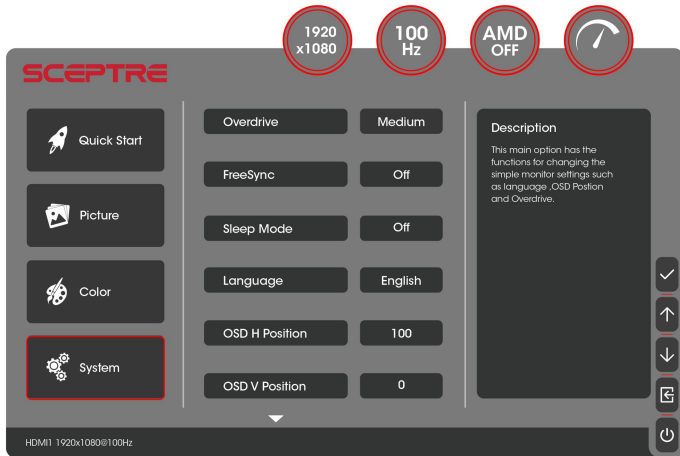 1920
x1080
100
Hz
AMD
OFF
SCEPTRE
Quick Start
Picture
Color
System
Overdrive Medium
FreeSync Off
Sleep Mode Off
Language English
OSD H Position 100
OSD V Position 0
Description
This main option has the
functions for changing the
simple monitor settings such
as language ,OSD Postion
and Overdrive.
HDMI1 1920x1080@100Hz